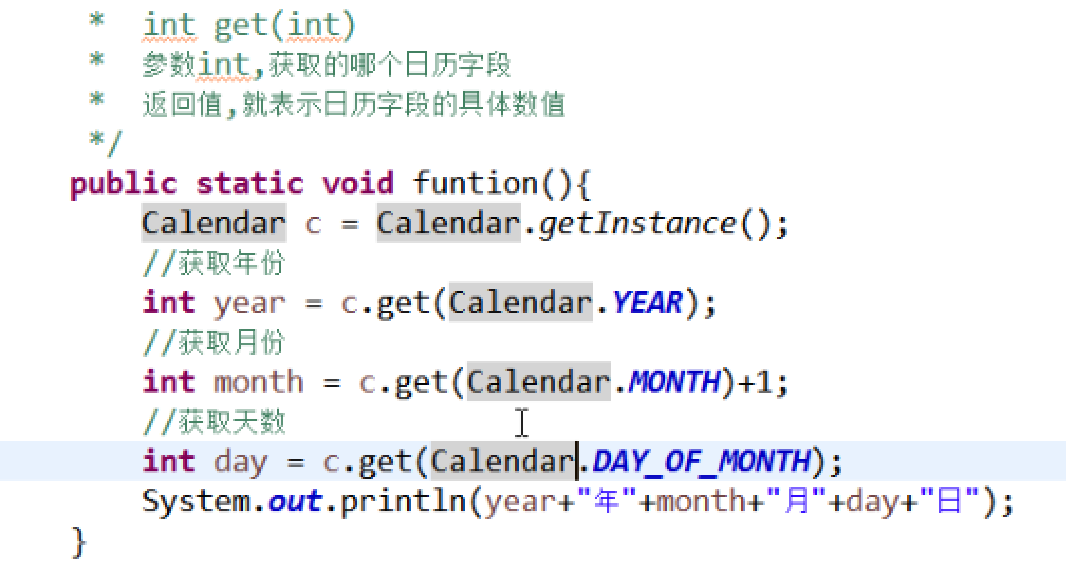 *  int get(int)
*  参数int,获取的哪个日历字段
*  返回值,就表示日历字段的具体数值
*/
public static void funtion(){
Calendar c = Calendar.getInstance();
//获取年份
int year = c.get(Calendar.YEAR);
//获取月份
int month = c.get(Calendar.MONTH)+1;
//获取天数
int day = c.get(Calendar.DAY_OF_MONTH);
System.out.println(year+"年"+month+"月"+day+"日");
}